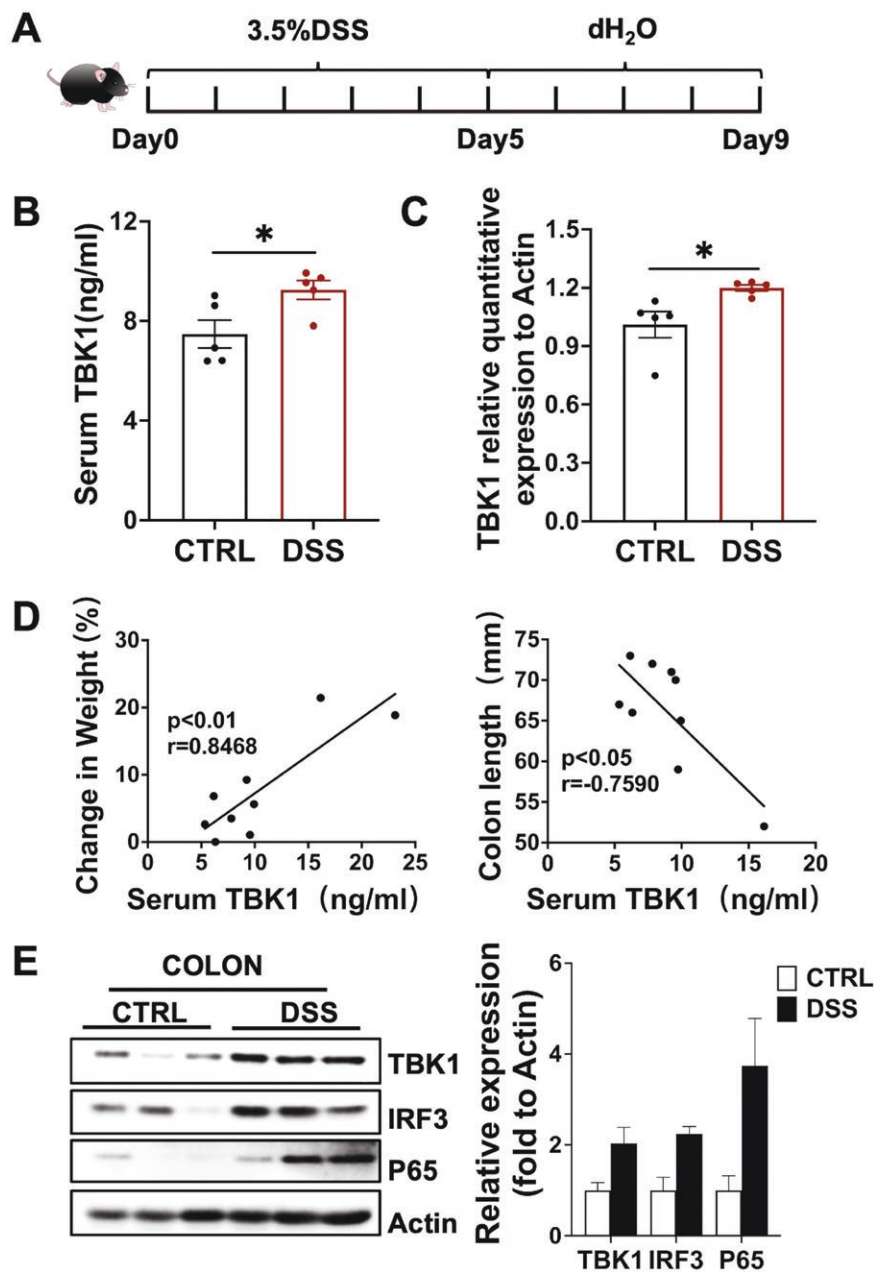 A
3.5%DSS
dH₂O
Day0
Day5
Day9
B
Serum TBK1(ng/ml)
12
8
4
0
*
CTRL
DSS
C
TBK1 relative quantitative
expression to Actin
1.5
1.2
0.9
0.6
0.3
0.0
*
CTRL
DSS
D
Change in Weight (%)
30
20
10
0
p<0.01
r=0.8468
0
5
10
15
20
25
Serum TBK1（ng/ml）
Colon length（mm）
75
70
65
60
55
50
p<0.05
r=-0.7590
0
5
10
15
20
Serum TBK1（ng/ml）
E
COLON
CTRL
DSS
TBK1
IRF3
P65
Actin
Relative expression
(fold to Actin)
6
4
2
0
CTRL
DSS
TBK1
IRF3
P65